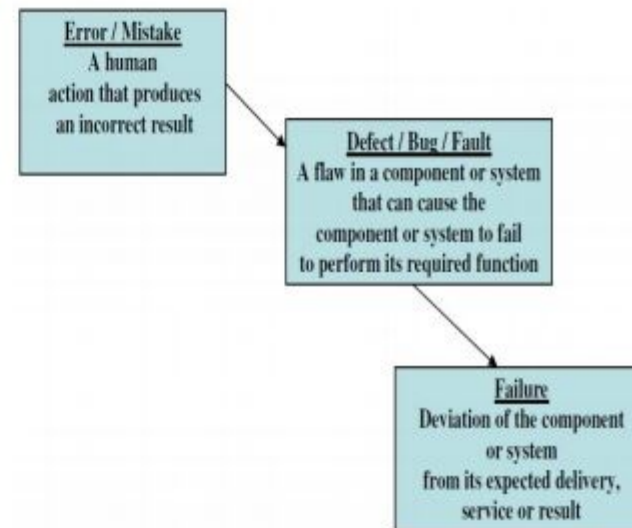 Error / Mistake
A human
action that produces
an incorrect result
Defect / Bug / Fault
A flaw in a component or system
that can cause the
component or system to fail
to perform its required function
Failure
Deviation of the component
or system
from its expected delivery,
service or result